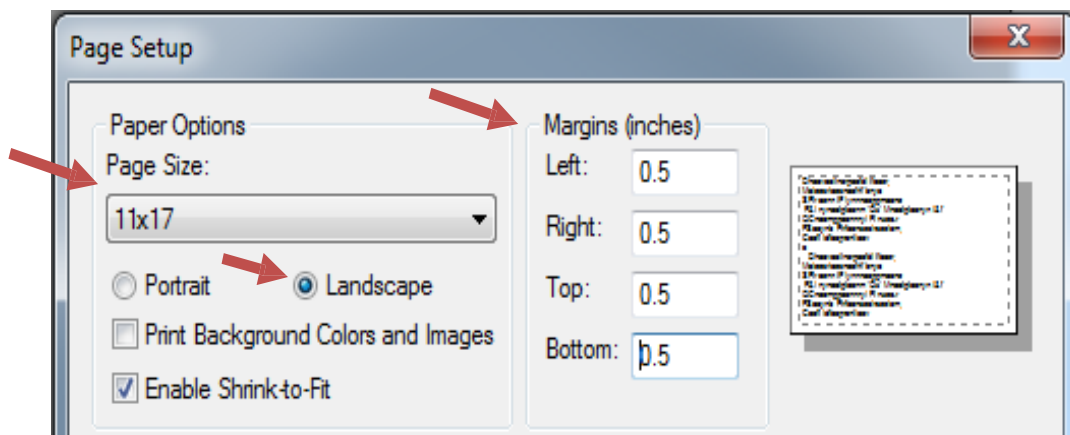 Page Setup
X
Paper Options
Page Size:
11x17
Portrait
Landscape
Print Background Colors and Images
Enable Shrink-to-Fit
Margins (inches)
Left: 0.5
Right: 0.5
Top: 0.5
Bottom: 0.5